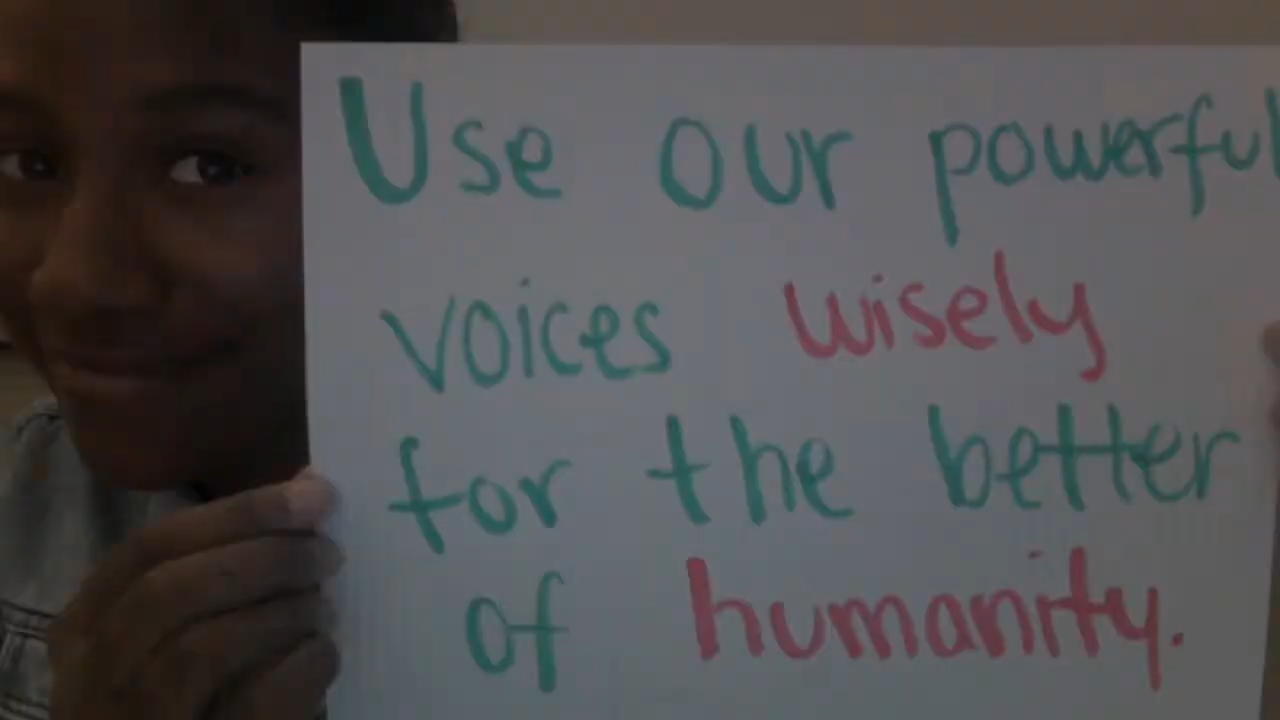 Use our powerful
voices wisely
for the better
of humanity.